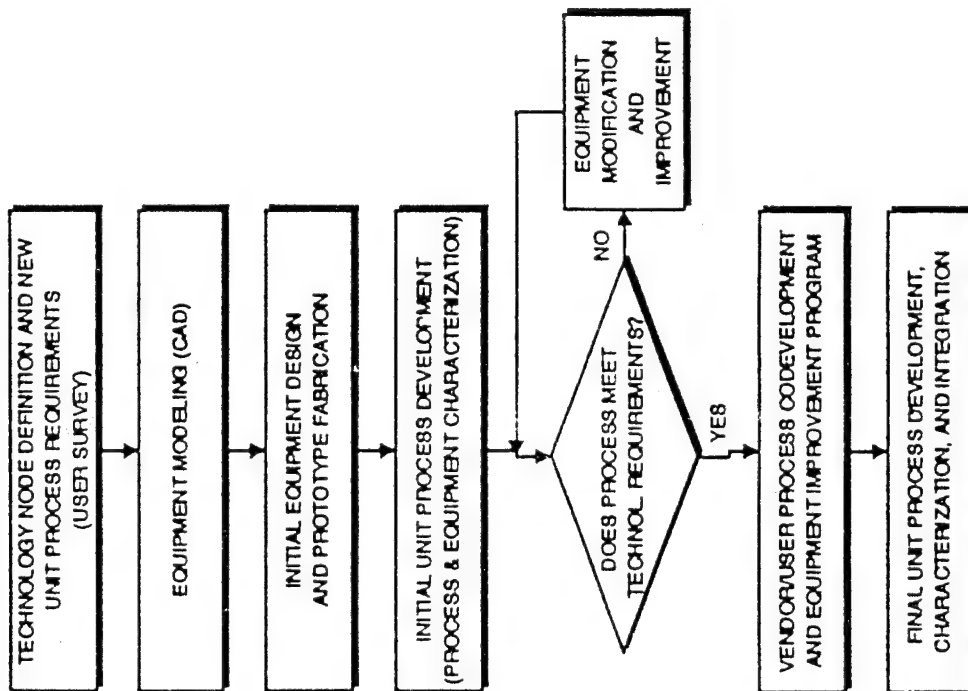 TECHNOLOGY NODE DEFINITION AND NEW
UNIT PROCESS REQUIREMENTS
(USER SURVEY)
EQUIPMENT MODELING (CAD)
INITIAL EQUIPMENT DESIGN
AND PROTOTYPE FABRICATION
INITIAL UNIT PROCESS DEVELOPMENT
(PROCESS & EQUIPMENT CHARACTERIZATION)
DOES PROCESS MEET
TECHNOL. REQUIREMENTS?
NO
EQUIPMENT
MODIFICATION
AND
IMPROVEMENT
YES
VENDOR/USER PROCESS CODEVELOPMENT
AND EQUIPMENT IMPROVEMENT PROGRAM
FINAL UNIT PROCESS DEVELOPMENT,
CHARACTERIZATION, AND INTEGRATION